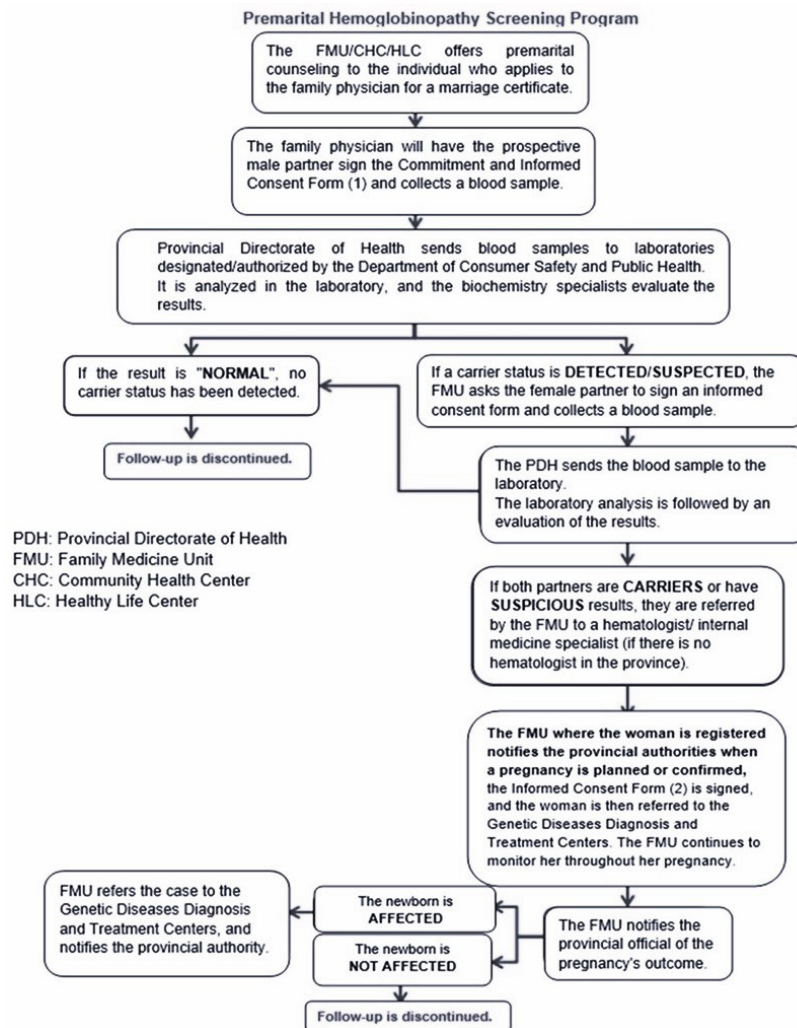 Premarital Hemoglobinopathy Screening Program
The FMU/CHC/HLC offers premarital
counseling to the individual who applies to
the family physician for a marriage certificate.
The family physician will have the prospective
male partner sign the Commitment and Informed
Consent Form (1) and collects a blood sample.
Provincial Directorate of Health sends blood samples to laboratories
designated/authorized by the Department of Consumer Safety and Public Health.
It is analyzed in the laboratory, and the biochemistry specialists evaluate the
results.
If the result is "NORMAL", no
carrier status has been detected.
Follow-up is discontinued.
If a carrier status is DETECTED/SUSPECTED, the
FMU asks the female partner to sign an informed
consent form and collects a blood sample.
The PDH sends the blood sample to the
laboratory.
The laboratory analysis is followed by an
evaluation of the results.
PDH: Provincial Directorate of Health
FMU: Family Medicine Unit
CHC: Community Health Center
HLC: Healthy Life Center
If both partners are CARRIERS or have
SUSPICIOUS results, they are referred
by the FMU to a hematologist/ internal
medicine specialist (if there is no
hematologist in the province).
The FMU where the woman is registered
notifies the provincial authorities when
a pregnancy is planned or confirmed,
the Informed Consent Form (2) is signed,
and the woman is then referred to the
Genetic Diseases Diagnosis and
Treatment Centers. The FMU continues to
monitor her throughout her pregnancy.
The FMU notifies the
provincial official of the
pregnancy's outcome.
The newborn is
AFFECTED
FMU refers the case to the
Genetic Diseases Diagnosis
and Treatment Centers, and
notifies the provincial authority.
The newborn is
NOT AFFECTED
Follow-up is discontinued.